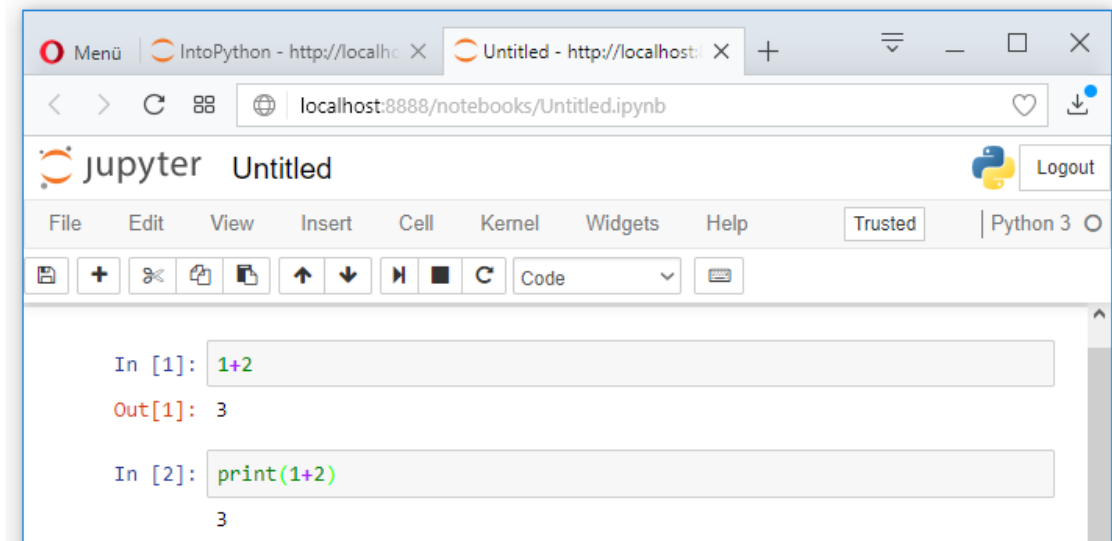 Menü IntoPython - http://localhc Untitled - http://localhost:
localhost:8888/notebooks/Untitled.ipynb
jupyter Untitled Logout
File Edit View Insert Cell Kernel Widgets Help Trusted Python 3
Code
In [1]: 1+2
Out[1]: 3
In [2]: print(1+2)
3